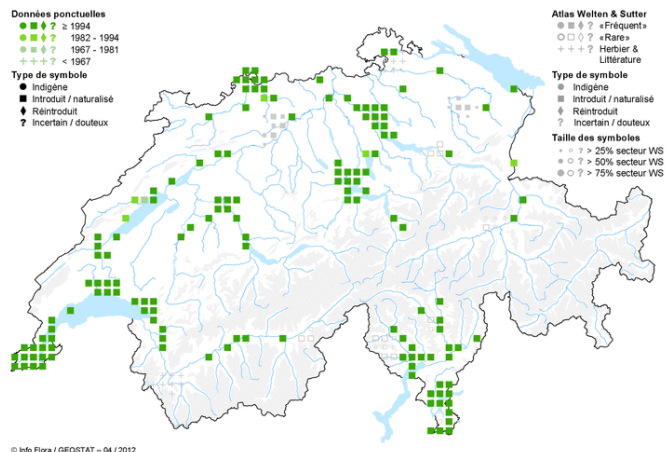 Données ponctuelles
≥ 1994
1982 - 1994
1967 - 1981
< 1967
Type de symbole
Indigène
Introduit / naturalisé
Réintroduit
? Incertain / douteux
Atlas Welten & Sutter
«Fréquent»
«Rare»
Herbier &
Littérature
Type de symbole
Indigène
Introduit / naturalisé
Réintroduit
? Incertain / douteux
Taille des symboles
> 25% secteur WS
> 50% secteur WS
> 75% secteur WS
© Info Flora / GEOSTAT – 04 / 2012